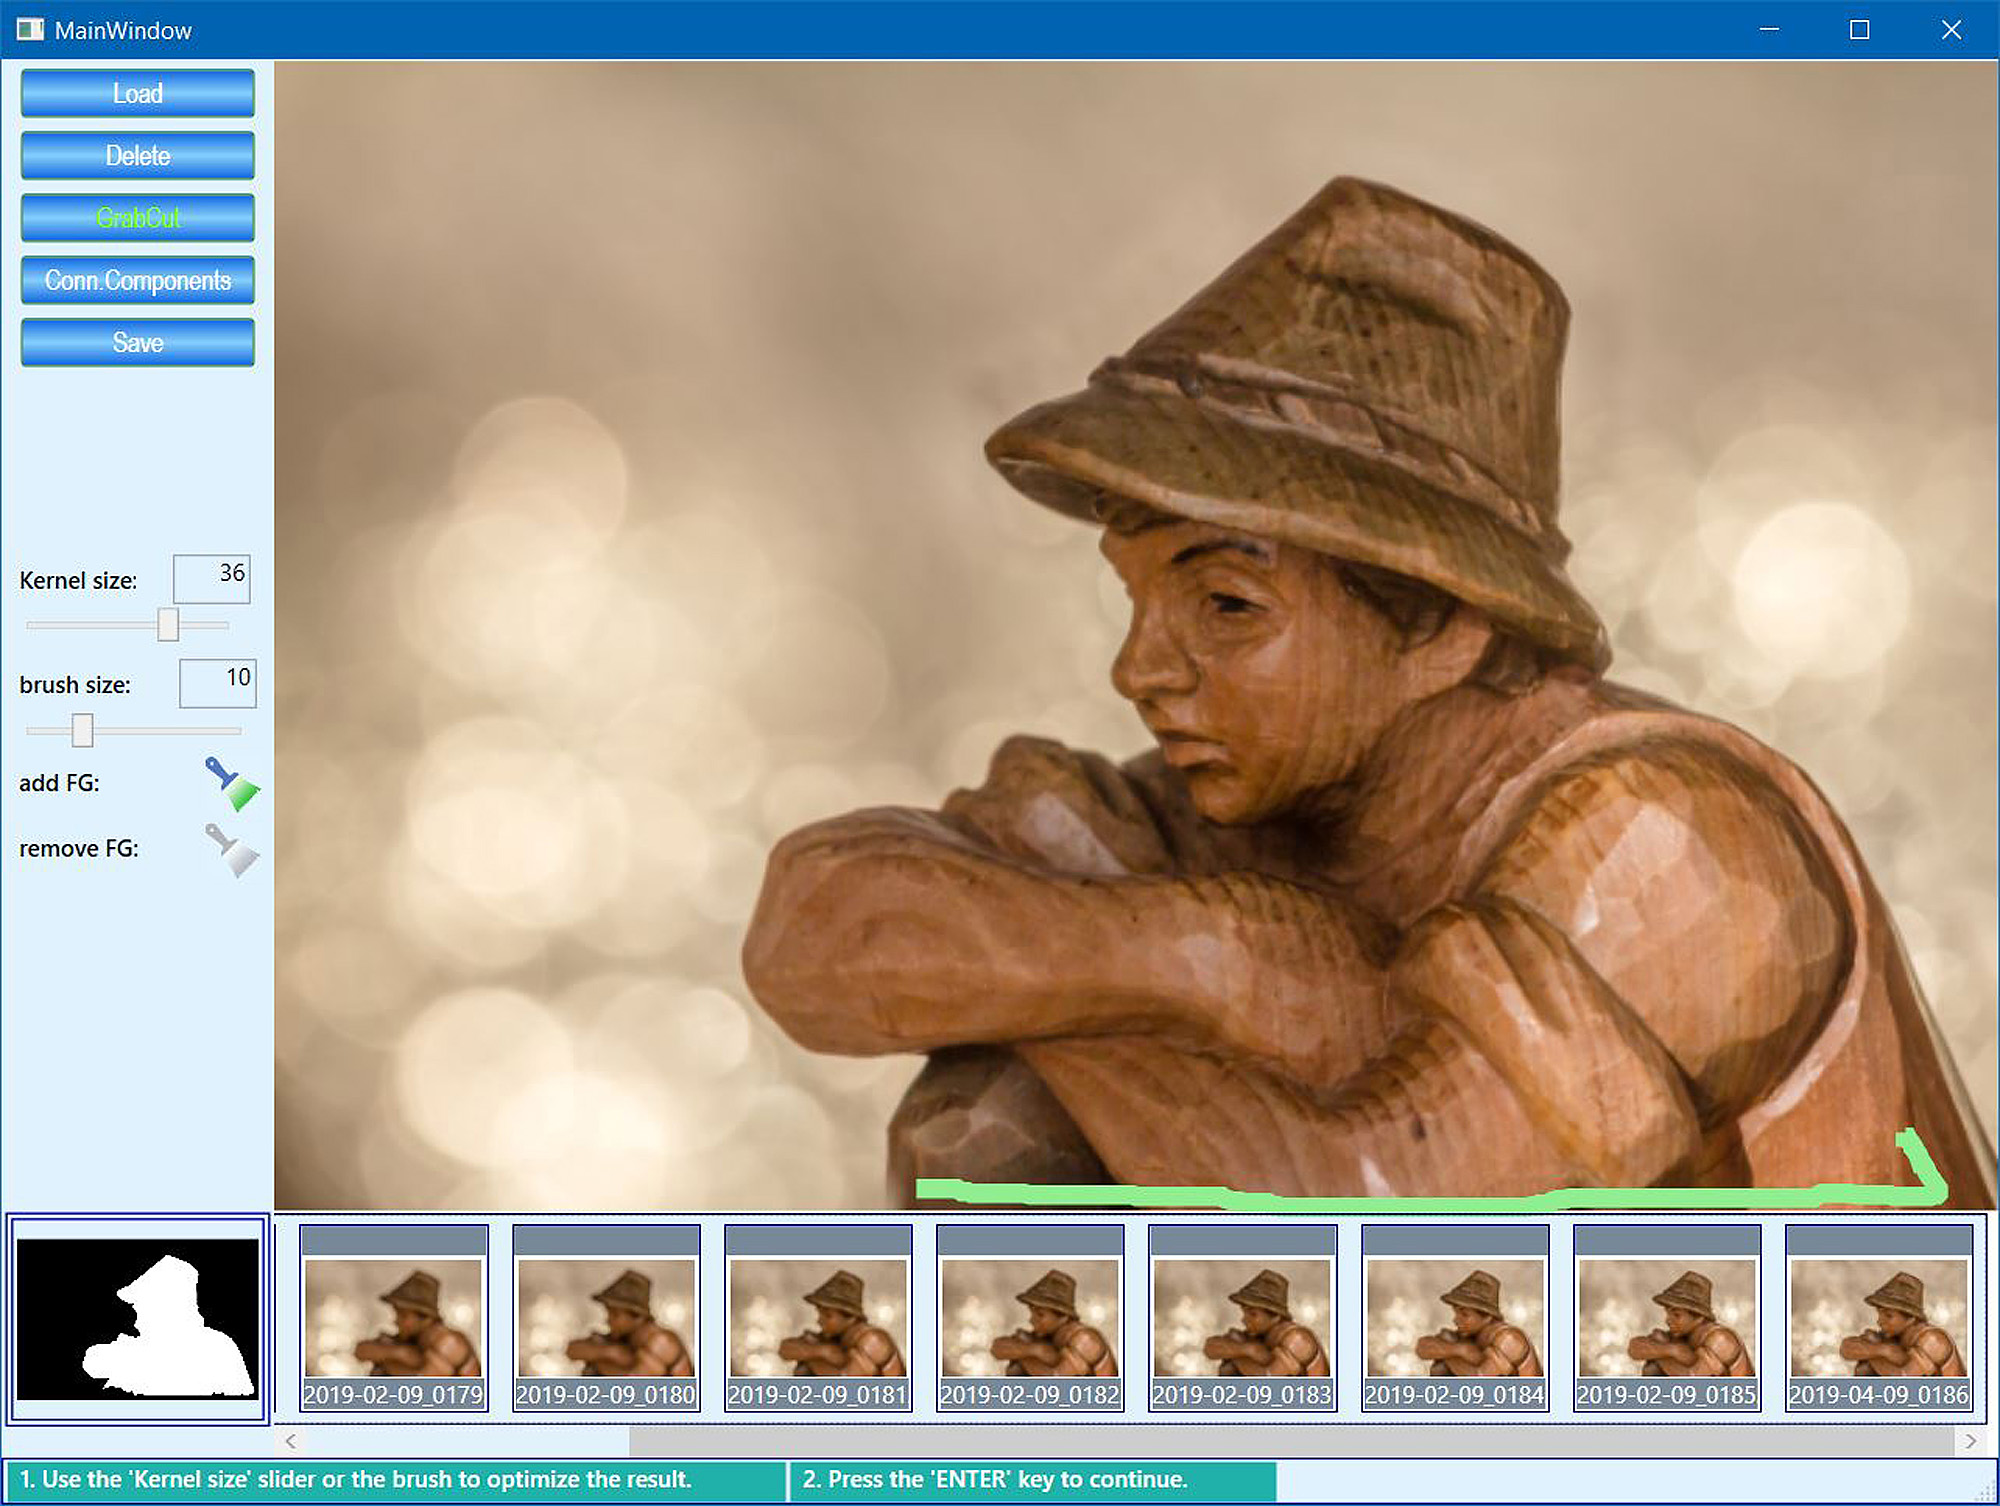 MainWindow
Load
Delete
GrabCut
Conn.Components
Save
Kernel size: 36
brush size: 10
add FG:
remove FG:
2019-02-09_0179
2019-02-09_0180
2019-02-09_0181
2019-02-09_0182
2019-02-09_0183
2019-02-09_0184
2019-02-09_0185
2019-04-09_0186
1. Use the 'Kernel size' slider or the brush to optimize the result.
2. Press the 'ENTER' key to continue.